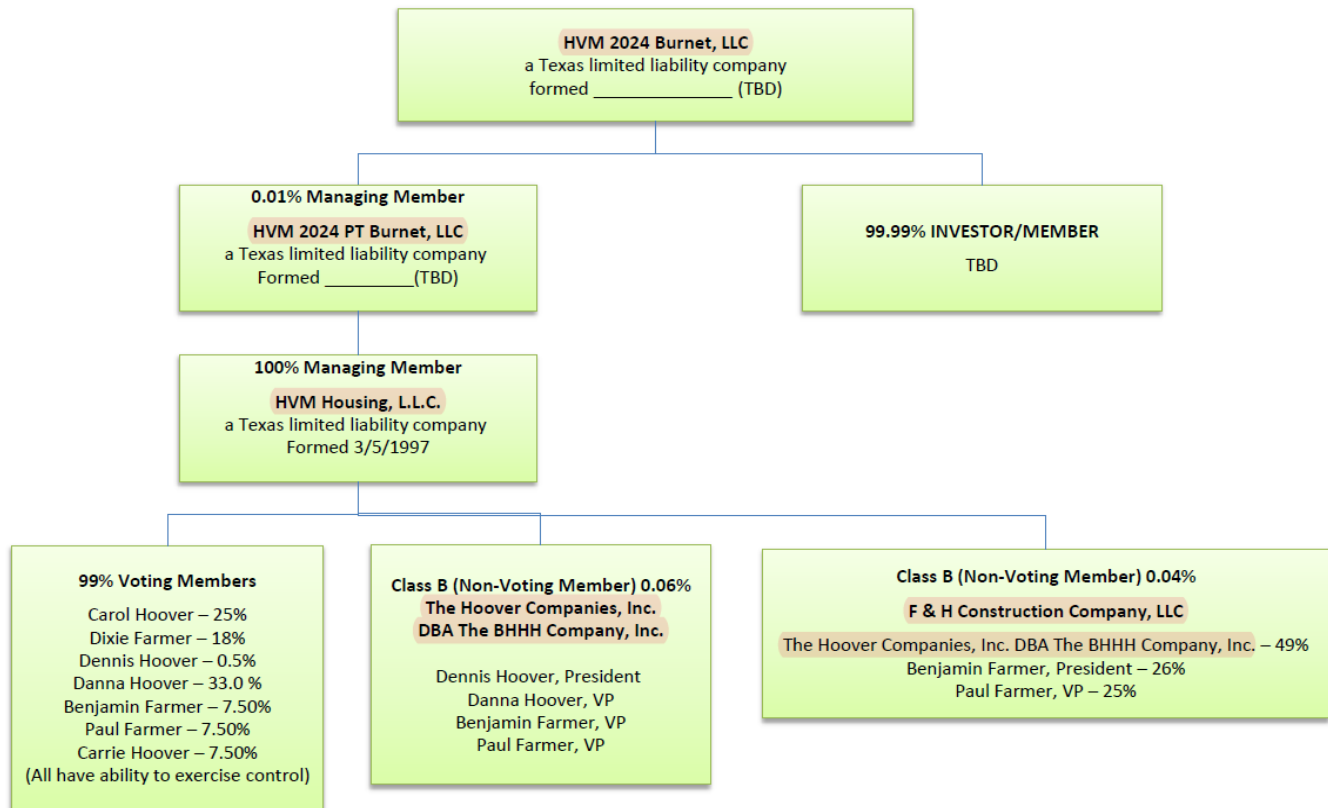 HVM 2024 Burnet, LLC
a Texas limited liability company
formed _______________ (TBD)
0.01% Managing Member
HVM 2024 PT Burnet, LLC
a Texas limited liability company
Formed __________(TBD)
99.99% INVESTOR/MEMBER
TBD
100% Managing Member
HVM Housing, L.L.C.
a Texas limited liability company
Formed 3/5/1997
99% Voting Members
Carol Hoover – 25%
Dixie Farmer – 18%
Dennis Hoover – 0.5%
Danna Hoover – 33.0 %
Benjamin Farmer – 7.50%
Paul Farmer – 7.50%
Carrie Hoover – 7.50%
(All have ability to exercise control)
Class B (Non-Voting Member) 0.06%
The Hoover Companies, Inc.
DBA The BHHH Company, Inc.
Dennis Hoover, President
Danna Hoover, VP
Benjamin Farmer, VP
Paul Farmer, VP
Class B (Non-Voting Member) 0.04%
F & H Construction Company, LLC
The Hoover Companies, Inc. DBA The BHHH Company, Inc. – 49%
Benjamin Farmer, President – 26%
Paul Farmer, VP – 25%